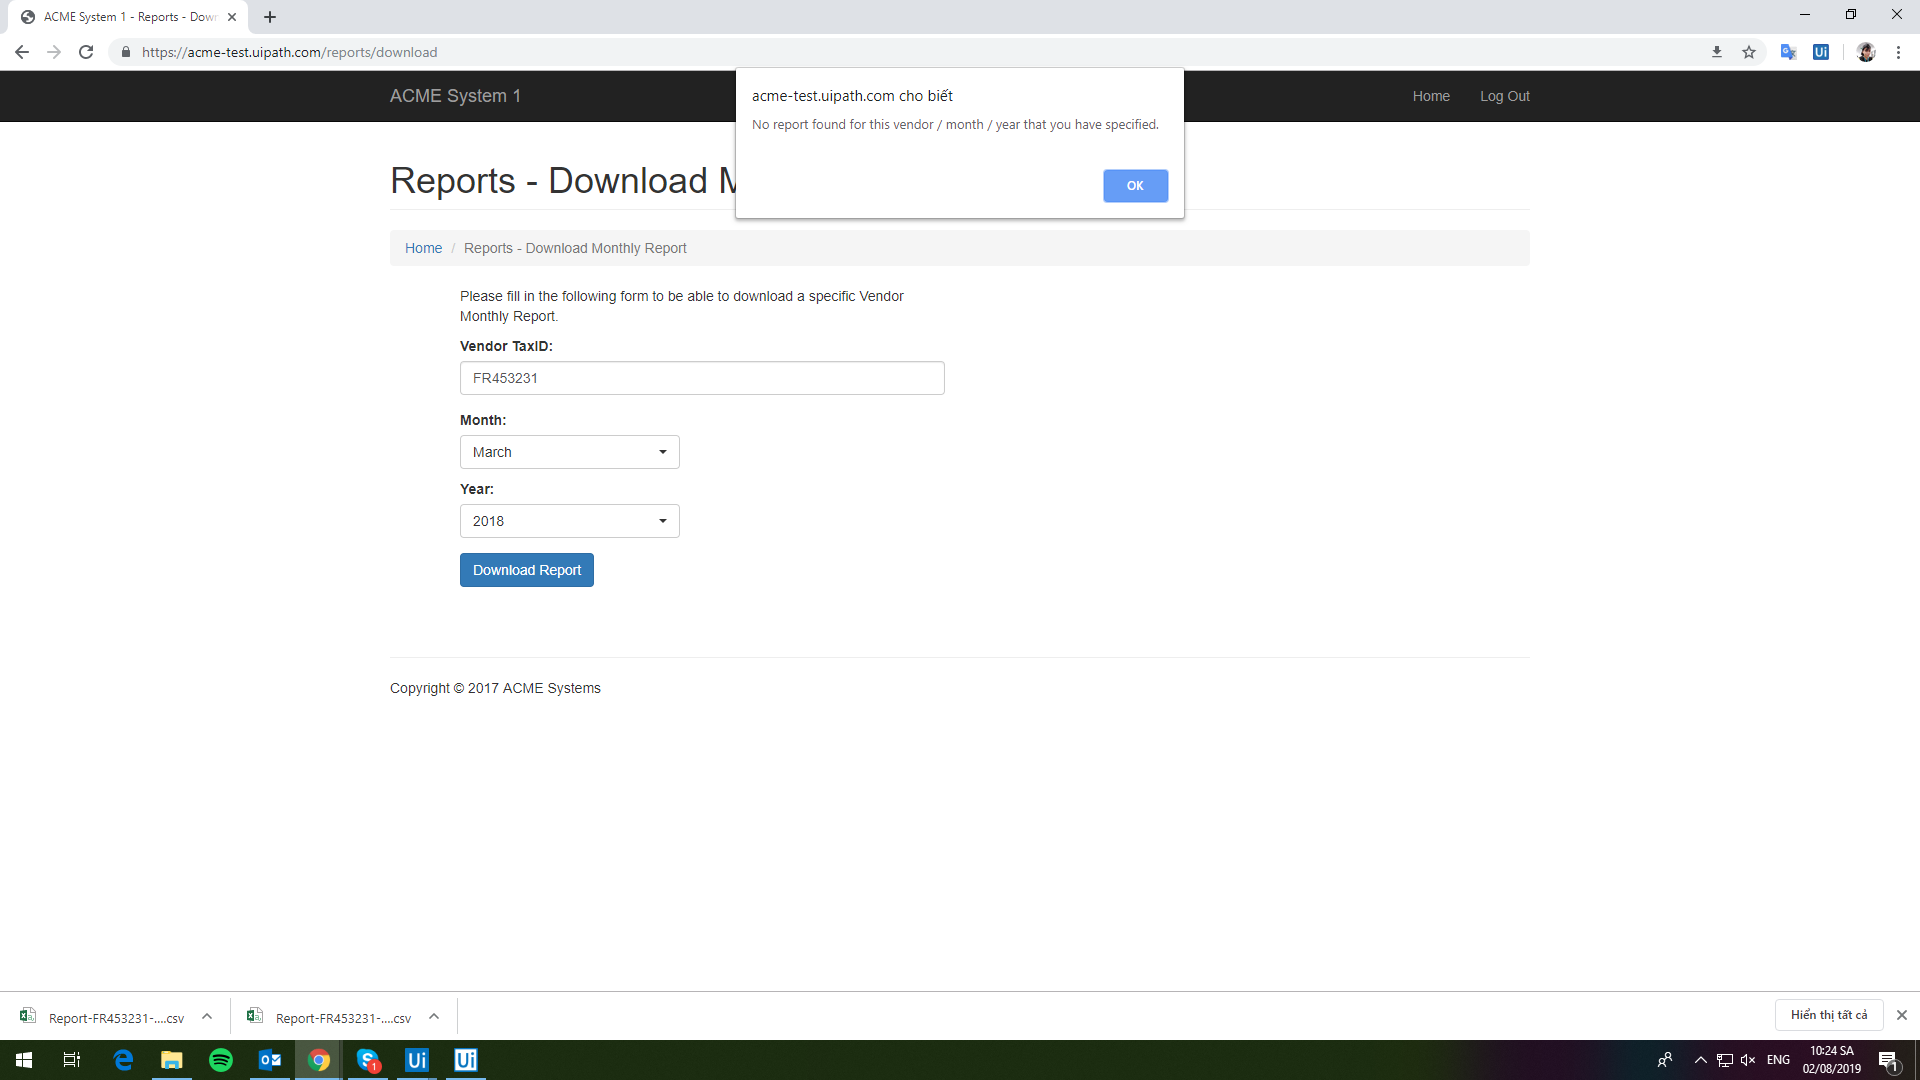 ACME System 1 - Reports - Dow
https://acme-test.uipath.com/reports/download
ACME System 1
Home
Log Out
acme-test.uipath.com cho biết
No report found for this vendor / month / year that you have specified.
OK
Reports - Download M
Home / Reports - Download Monthly Report
Please fill in the following form to be able to download a specific Vendor
Monthly Report.
Vendor TaxID:
FR453231
Month:
March
Year:
2018
Download Report
Copyright © 2017 ACME Systems
Report-FR453231-....csv
Report-FR453231-....csv
Hiển thị tất cả
Ui
Ui
Ui
1
ENG
10:24 SA
02/08/2019
1